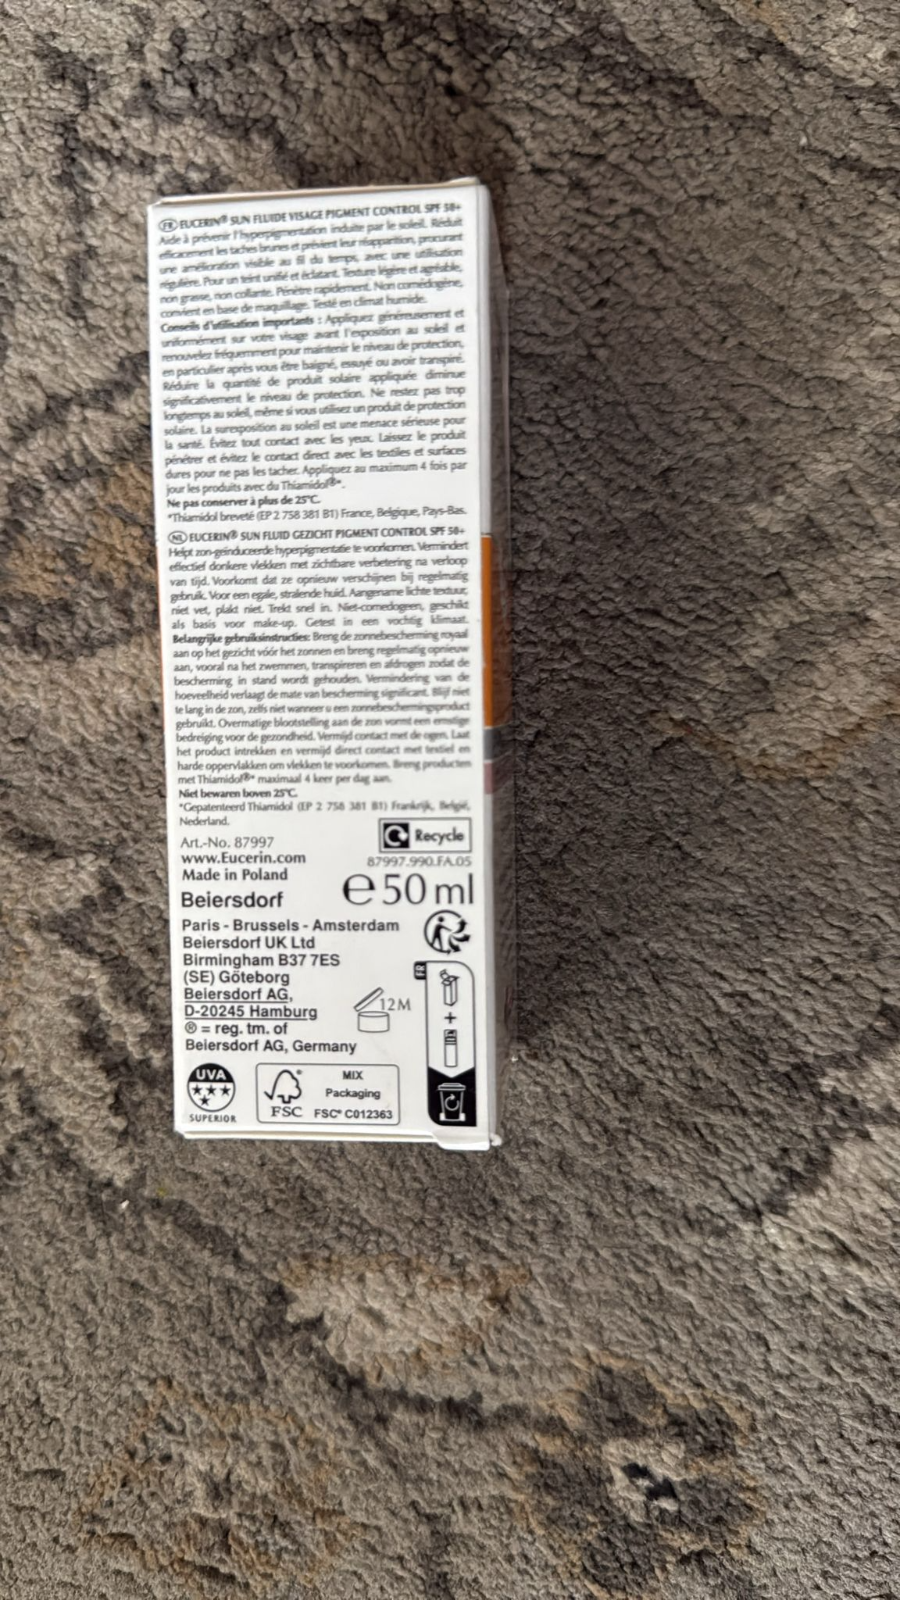 FR EUCERIN® SUN FLUIDE VISAGE PIGMENT CONTROL SPF 50+
Aide à prévenir l'hyperpigmentation induite par le soleil. Réduit
efficacement les taches brunes et prévient leur réapparition, procurant
une amélioration visible au fil du temps, avec une utilisation
régulière. Pour un teint unifié et éclatant. Texture légère et agréable,
non grasse, non collante. Pénètre rapidement. Non comédogène,
convient en base de maquillage. Testé en climat humide.
Conseils d'utilisation importants : Appliquez généreusement et
uniformément sur votre visage avant l'exposition au soleil et
renouvelez fréquemment pour maintenir le niveau de protection,
en particulier après vous être baigné, essuyé ou avoir transpiré.
Réduire la quantité de produit solaire appliquée diminue
significativement le niveau de protection. Ne restez pas trop
longtemps au soleil, même si vous utilisez un produit de protection
solaire. La surexposition au soleil est une menace sérieuse pour
la santé. Évitez tout contact avec les yeux. Laissez le produit
pénétrer et évitez le contact direct avec les textiles et surfaces
dures pour ne pas les tacher. Appliquez au maximum 4 fois par
jour les produits avec du Thiamidol®*.
Ne pas conserver à plus de 25°C.
*Thiamidol breveté (EP 2 758 381 B1) France, Belgique, Pays-Bas.
NL EUCERIN® SUN FLUID GEZICHT PIGMENT CONTROL SPF 50+
Helpt zon-geïnduceerde hyperpigmentatie te voorkomen. Vermindert
effectief donkere vlekken met zichtbare verbetering na verloop
van tijd. Voorkomt dat ze opnieuw verschijnen bij regelmatig
gebruik. Voor een egale, stralende huid. Aangename lichte textuur,
niet vet, plakt niet. Trekt snel in. Niet-comedogeen, geschikt
als basis voor make-up. Getest in een vochtig klimaat.
Belangrijke gebruiksinstructies: Breng de zonnebescherming royaal
aan op het gezicht vóór het zonnen en breng regelmatig opnieuw
aan, vooral na het zwemmen, transpireren en afdrogen zodat de
bescherming in stand wordt gehouden. Vermindering van de
hoeveelheid verlaagt de mate van bescherming significant. Blijf niet
te lang in de zon, zelfs niet wanneer u een zonnebeschermingsproduct
gebruikt. Overmatige blootstelling aan de zon vormt een ernstige
bedreiging voor de gezondheid. Vermijd contact met de ogen. Laat
het product intrekken en vermijd direct contact met textiel en
harde oppervlakken om vlekken te voorkomen. Breng producten
met Thiamidol®* maximaal 4 keer per dag aan.
Niet bewaren boven 25°C.
*Gepatenteerd Thiamidol (EP 2 758 381 B1) Frankrijk, België,
Nederland.
Art.-No. 87997
www.Eucerin.com
Made in Poland
Recycle
87997.990.FA.05
e 50 ml
Beiersdorf
Paris - Brussels - Amsterdam
Beiersdorf UK Ltd
Birmingham B37 7ES
(SE) Göteborg
Beiersdorf AG,
D-20245 Hamburg
® = reg. tm. of
Beiersdorf AG, Germany
12M
FR
+
UVA
SUPERIOR
FSC
MIX
Packaging
FSC® C012363